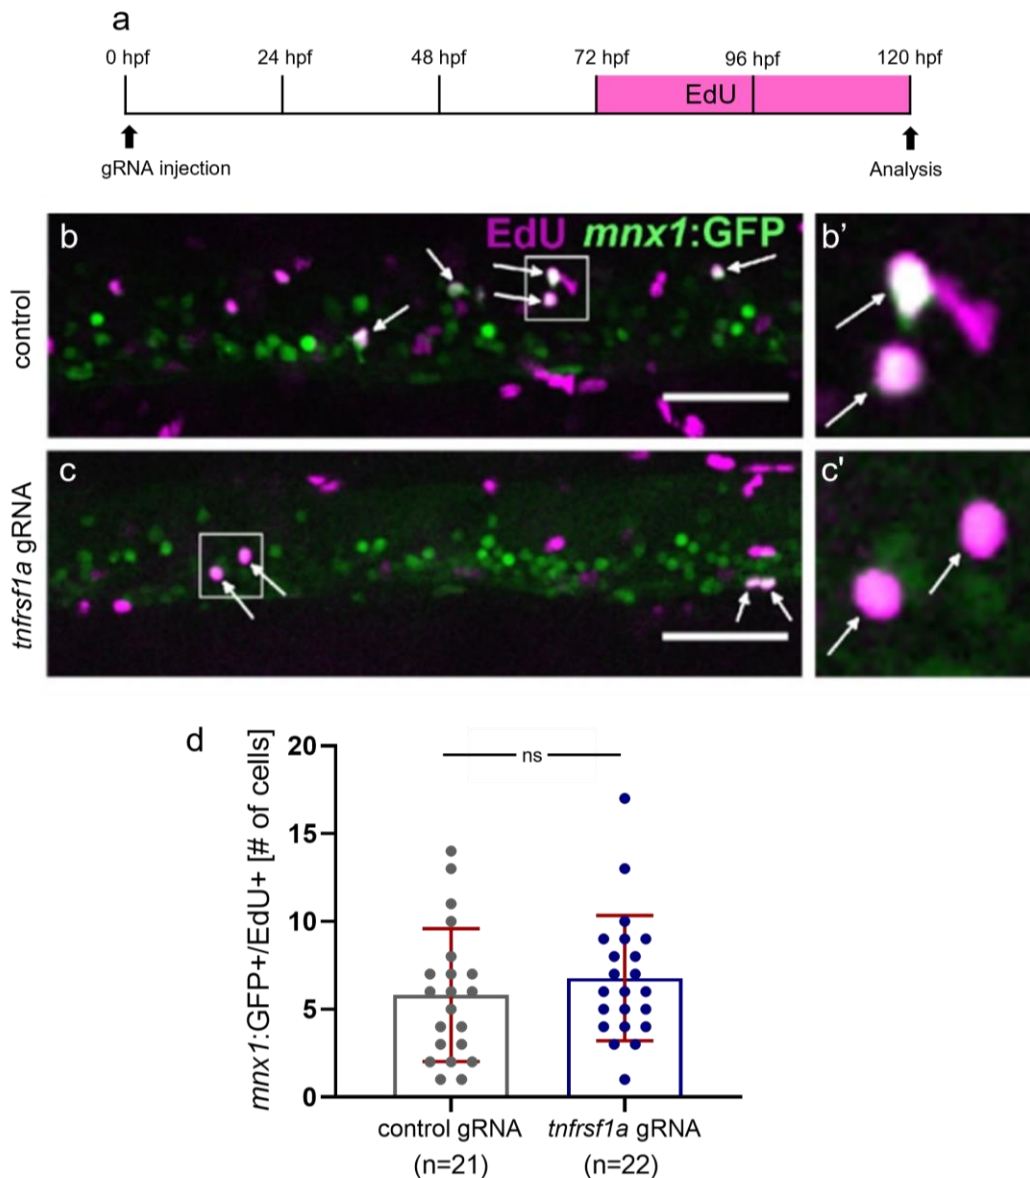 a
0 hpf 24 hpf 48 hpf 72 hpf 96 hpf 120 hpf
EdU
gRNA injection Analysis
control
b EdU mnx1:GFP b’
tnfrsf1a gRNA
c c'
d
mnx1:GFP+/EdU+ [# of cells]
20
15
10
5
0
ns
control gRNA tnfrsf1a gRNA
(n=21) (n=22)